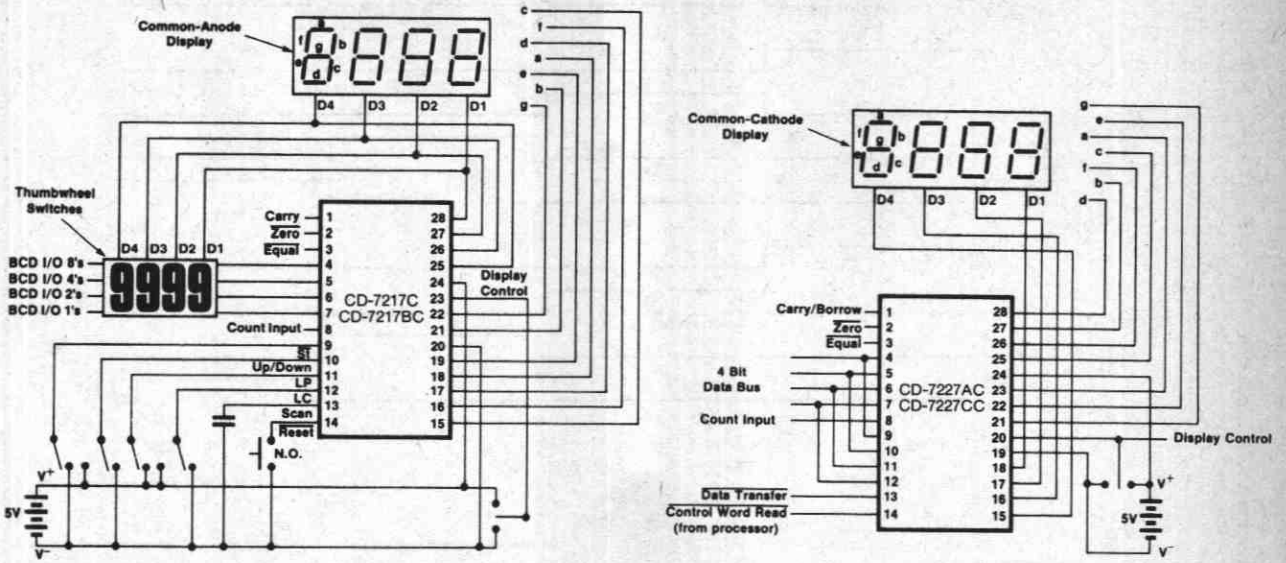 Common-Anode
Display
a
f
g
b
e
d
c
D4 D3 D2 D1
c
f
d
a
e
b
g
Thumbwheel
Switches
D4 D3 D2 D1
9999
BCD I/O 8's
BCD I/O 4's
BCD I/O 2's
BCD I/O 1's
Carry
Zero
Equal
Count Input
ST
Up/Down
LP
LC
Scan
Reset
N.O.
1
2
3
4
5
6
7
8
9
10
11
12
13
14
CD-7217C
CD-7217BC
28
27
26
25
24
23
22
21
20
19
18
17
16
15
Display
Control
V+
5V
V−
Common-Cathode
Display
a
f
g
b
e
d
c
D4 D3 D2 D1
g
e
a
c
f
b
d
Carry/Borrow
Zero
Equal
4 Bit
Data Bus
Count Input
Data Transfer
Control Word Read
(from processor)
1
2
3
4
5
6
7
8
9
10
11
12
13
14
CD-7227AC
CD-7227CC
28
27
26
25
24
23
22
21
20
19
18
17
16
15
Display Control
V+
5V
V−